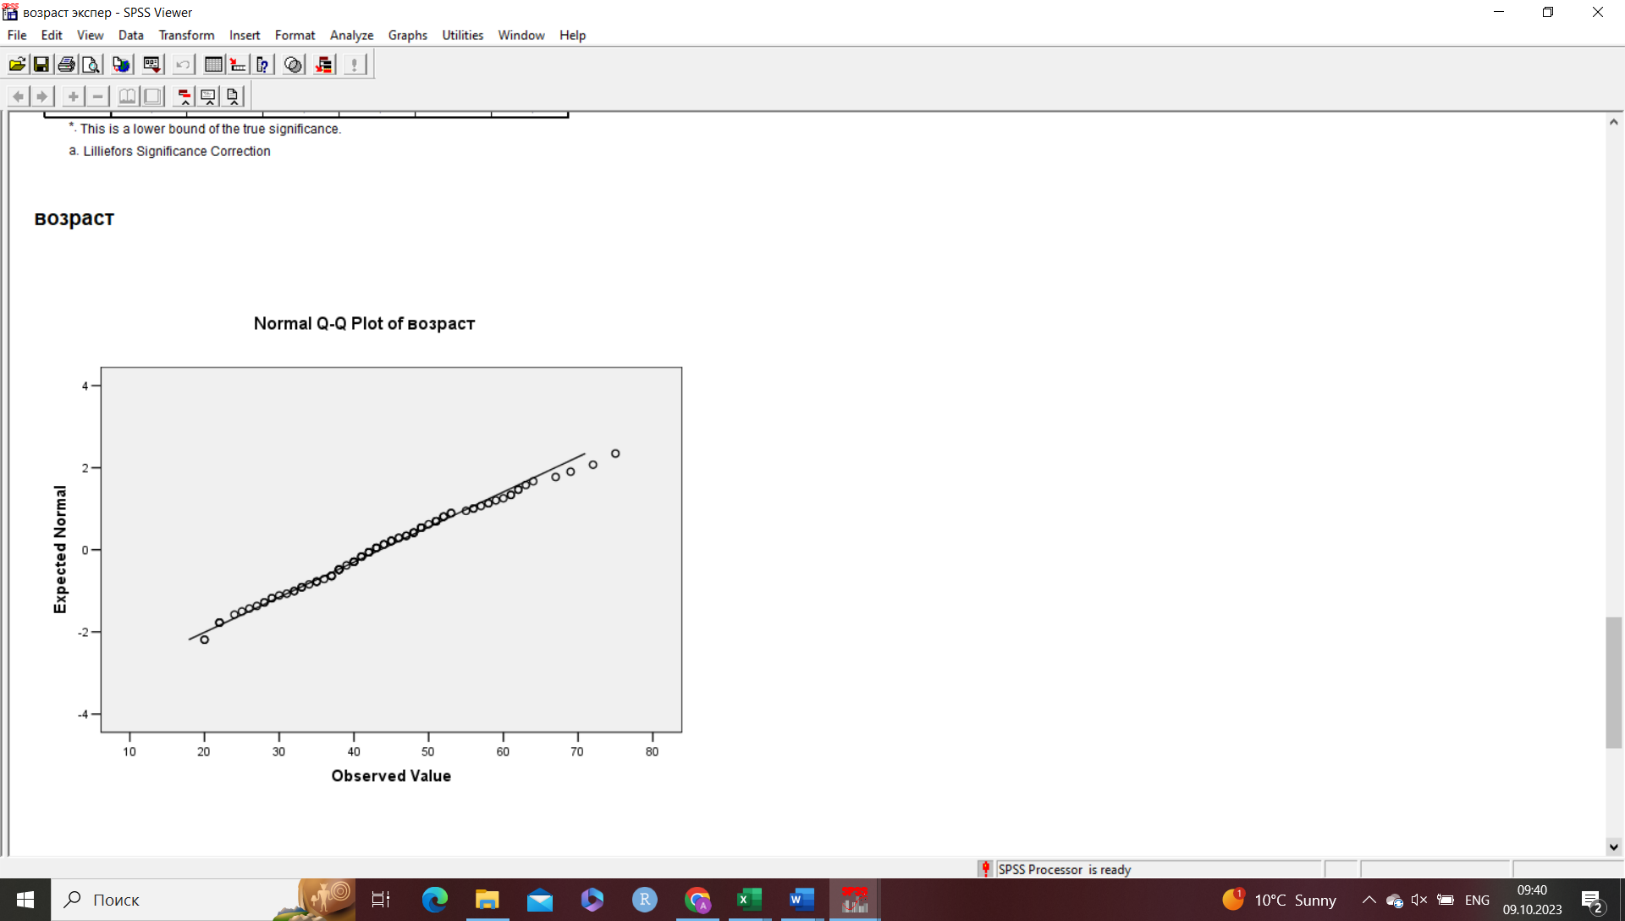 возраст экспер - SPSS Viewer
File Edit View Data Transform Insert Format Analyze Graphs Utilities Window Help
*. This is a lower bound of the true significance.
a. Lilliefors Significance Correction
возраст
Normal Q-Q Plot of возраст
4
2
0
-2
-4
Expected Normal
10 20 30 40 50 60 70 80
Observed Value
SPSS Processor is ready
Поиск
1
10°C Sunny
ENG
09:40
09.10.2023
2